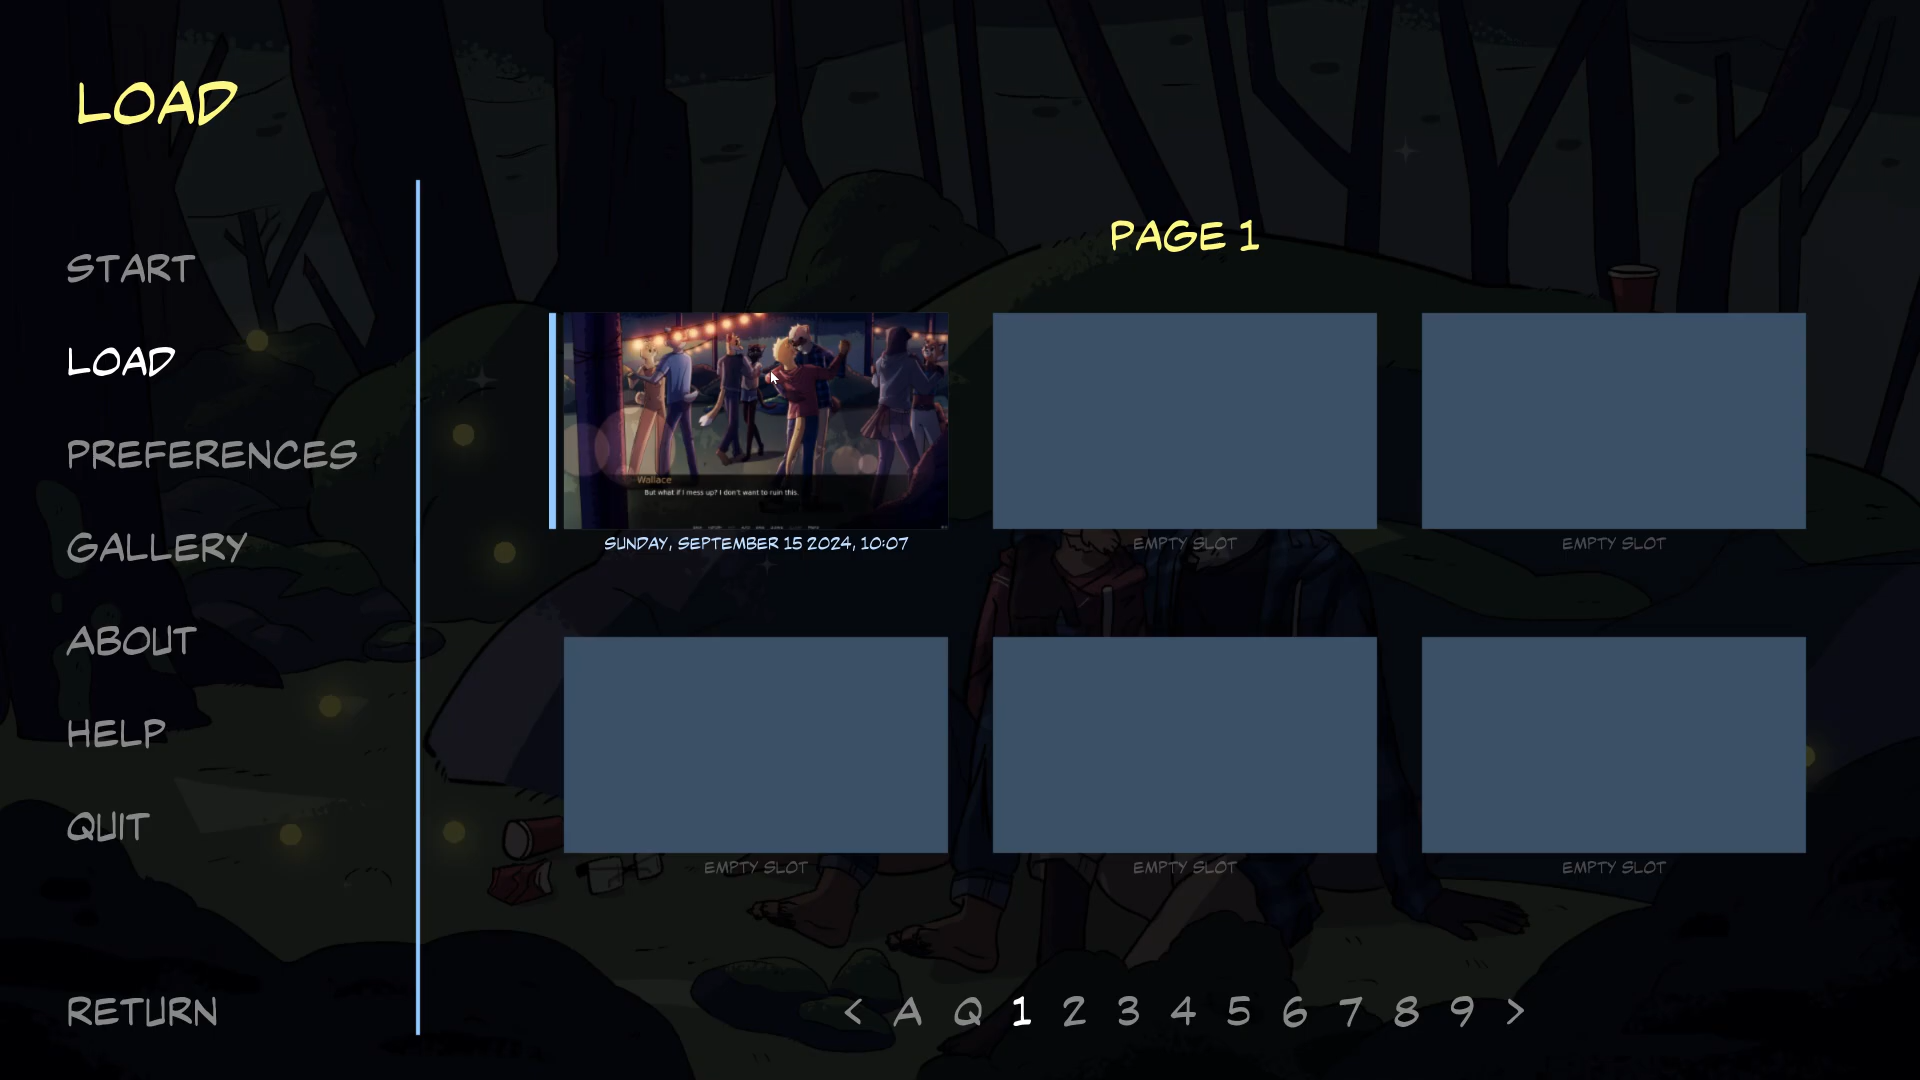 LOAD
START
LOAD
PREFERENCES
GALLERY
ABOUT
HELP
QUIT
RETURN
PAGE 1
Wallace
But what if I mess up? I don't want to ruin this.
SUNDAY, SEPTEMBER 15 2024, 10:07
EMPTY SLOT
EMPTY SLOT
EMPTY SLOT
EMPTY SLOT
EMPTY SLOT
< A Q 1 2 3 4 5 6 7 8 9 >